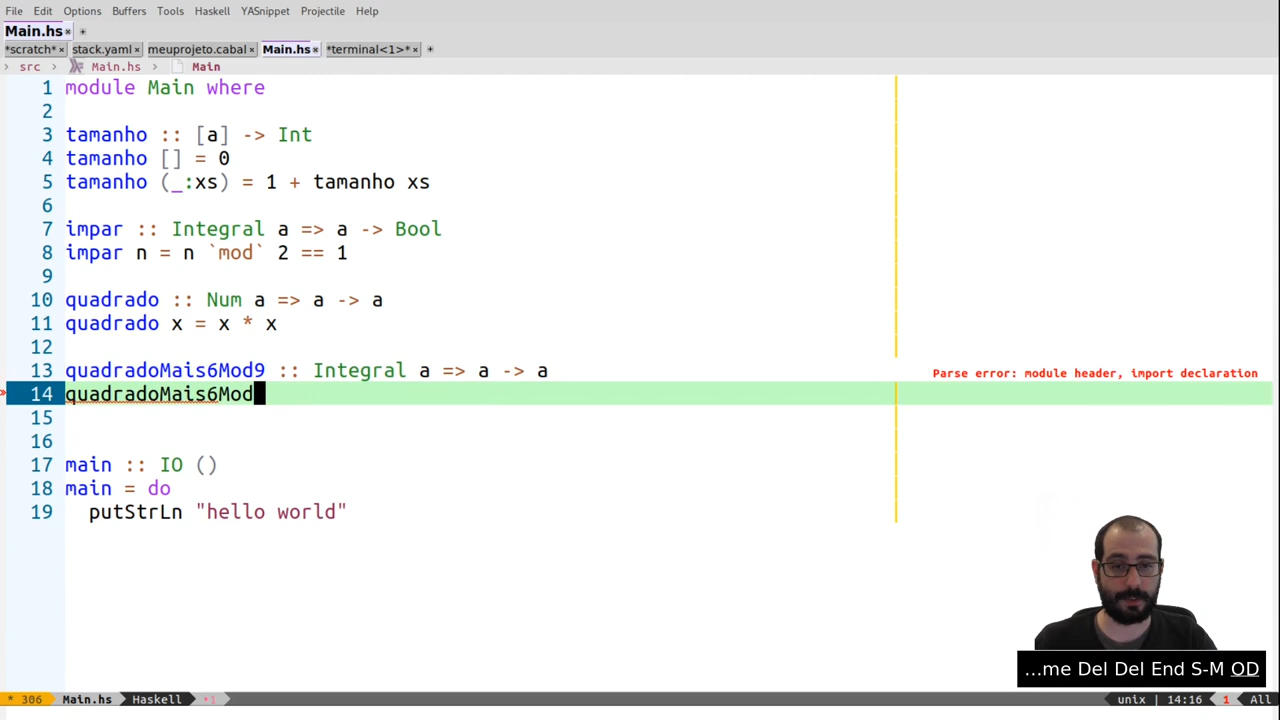 File Edit Options Buffers Tools Haskell YASnippet Projectile Help
Main.hs × +
*scratch* × stack.yaml × meuprojeto.cabal × Main.hs × *terminal<1>* × +
› src › Main.hs › Main
1 module Main where
2
3 tamanho :: [a] -> Int
4 tamanho [] = 0
5 tamanho (_:xs) = 1 + tamanho xs
6
7 impar :: Integral a => a -> Bool
8 impar n = n `mod` 2 == 1
9
10 quadrado :: Num a => a -> a
11 quadrado x = x * x
12
13 quadradoMais6Mod9 :: Integral a => a -> a
Parse error: module header, import declaration
14 quadradoMais6Mod
15
16
17 main :: IO ()
18 main = do
19 putStrLn "hello world"
...me Del Del End S-M OD
* 306 Main.hs Haskell •1 unix | 14:16 1 All